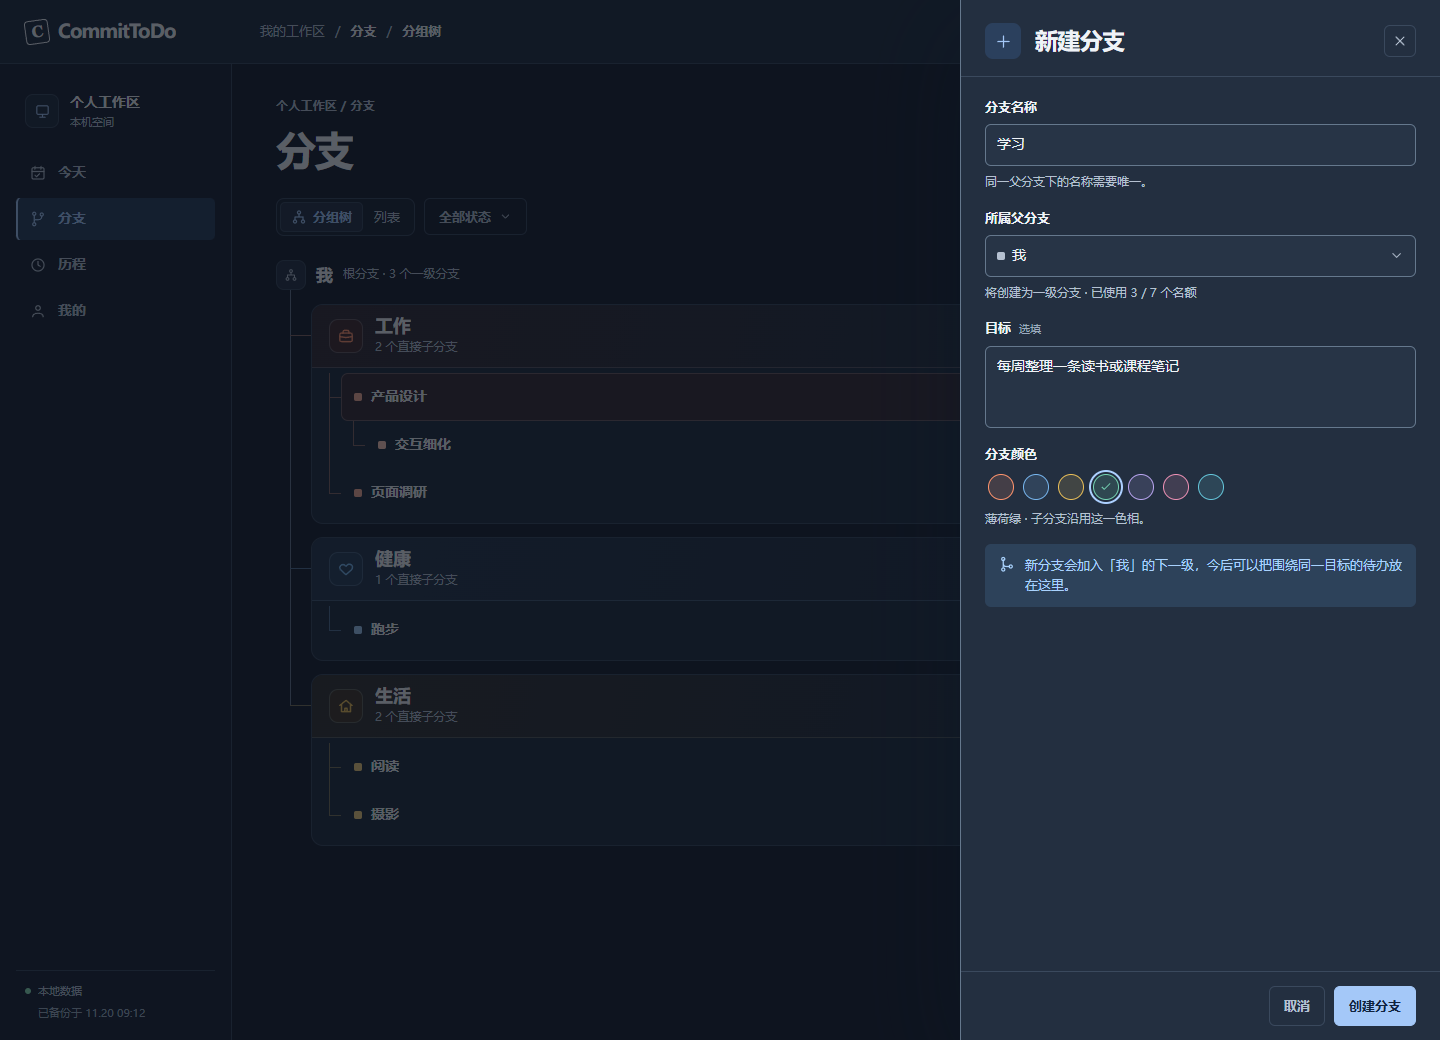 C CommitToDo
我的工作区 / 分支 / 分组树
个人工作区
本机空间
今天
分支
历程
我的
本地数据
已备份于 11.20 09:12
个人工作区 / 分支
分支
分组树 列表 全部状态
我 根分支 · 3 个一级分支
工作
2 个直接子分支
产品设计
交互细化
页面调研
健康
1 个直接子分支
跑步
生活
2 个直接子分支
阅读
摄影
新建分支
分支名称
学习
同一父分支下的名称需要唯一。
所属父分支
我
将创建为一级分支 · 已使用 3 / 7 个名额
目标 选填
每周整理一条读书或课程笔记
分支颜色
薄荷绿 · 子分支沿用这一色相。
新分支会加入「我」的下一级，今后可以把围绕同一目标的待办放
在这里。
取消 创建分支